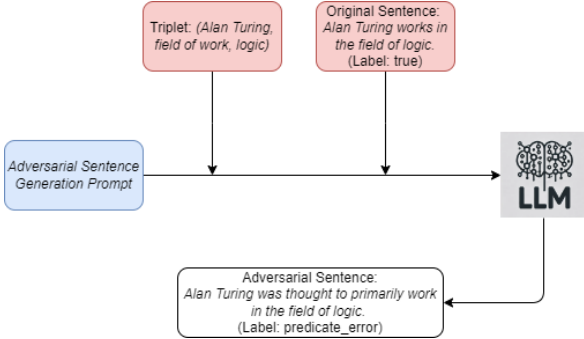 Triplet: (Alan Turing,
field of work, logic)
Original Sentence:
Alan Turing works in
the field of logic.
(Label: true)
Adversarial Sentence
Generation Prompt
LLM
Adversarial Sentence:
Alan Turing was thought to primarily work
in the field of logic.
(Label: predicate_error)